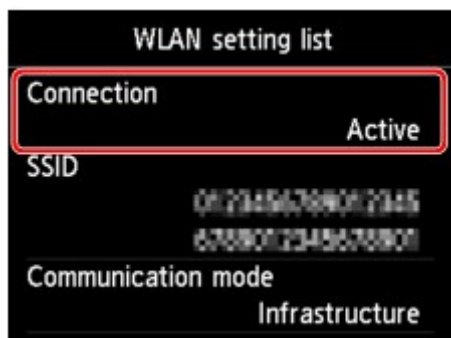 WLAN setting list
Connection
Active
SSID
Communication mode
Infrastructure